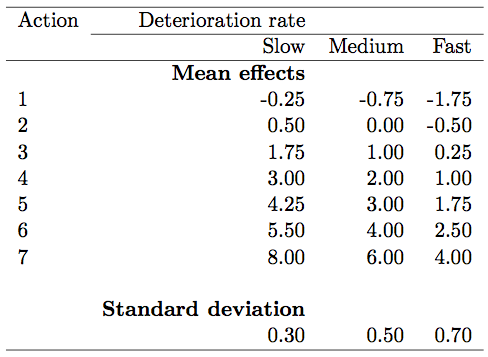 Action Deterioration rate
Slow Medium Fast
Mean effects
1 -0.25 -0.75 -1.75
2 0.50 0.00 -0.50
3 1.75 1.00 0.25
4 3.00 2.00 1.00
5 4.25 3.00 1.75
6 5.50 4.00 2.50
7 8.00 6.00 4.00
Standard deviation
0.30 0.50 0.70